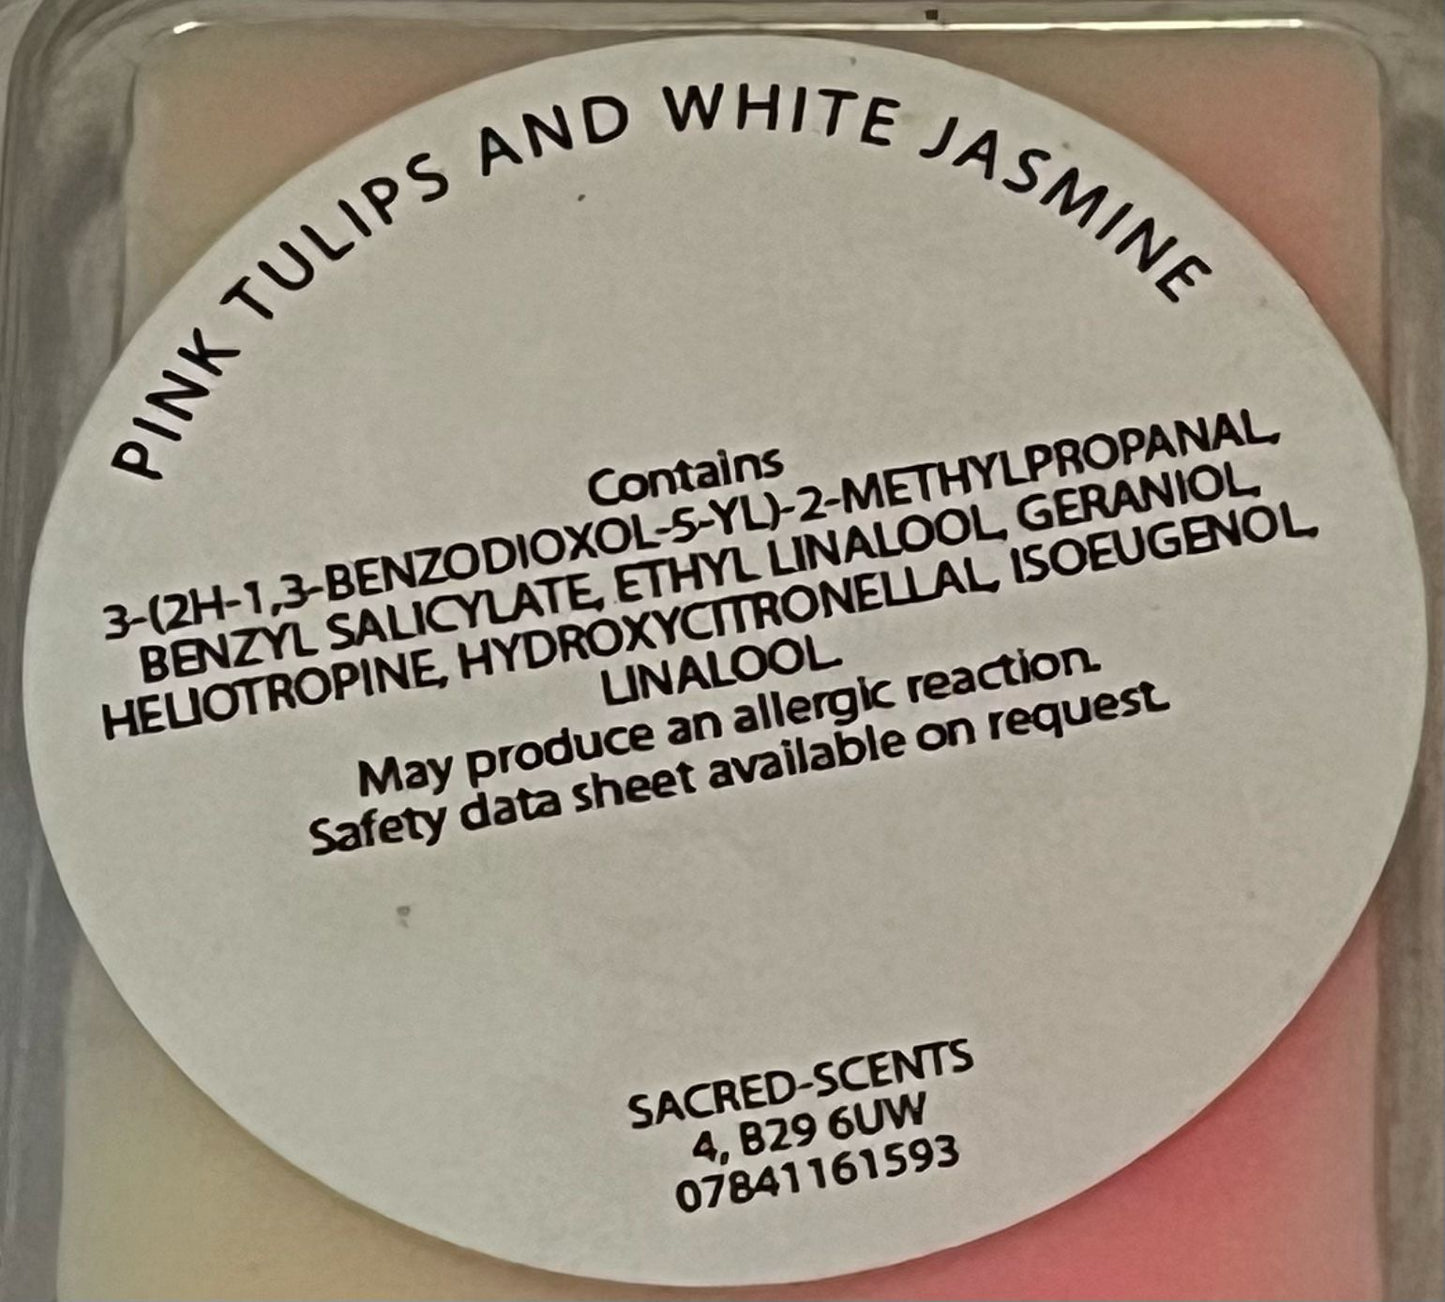 PINK TULIPS AND WHITE JASMINE
Contains
3-(2H-1,3-BENZODIOXOL-5-YL)-2-METHYLPROPANAL,
BENZYL SALICYLATE, ETHYL LINALOOL, GERANIOL,
HELIOTROPINE, HYDROXYCITRONELLAL, ISOEUGENOL,
LINALOOL.
May produce an allergic reaction.
Safety data sheet available on request.
SACRED-SCENTS
4, B29 6UW
07841161593